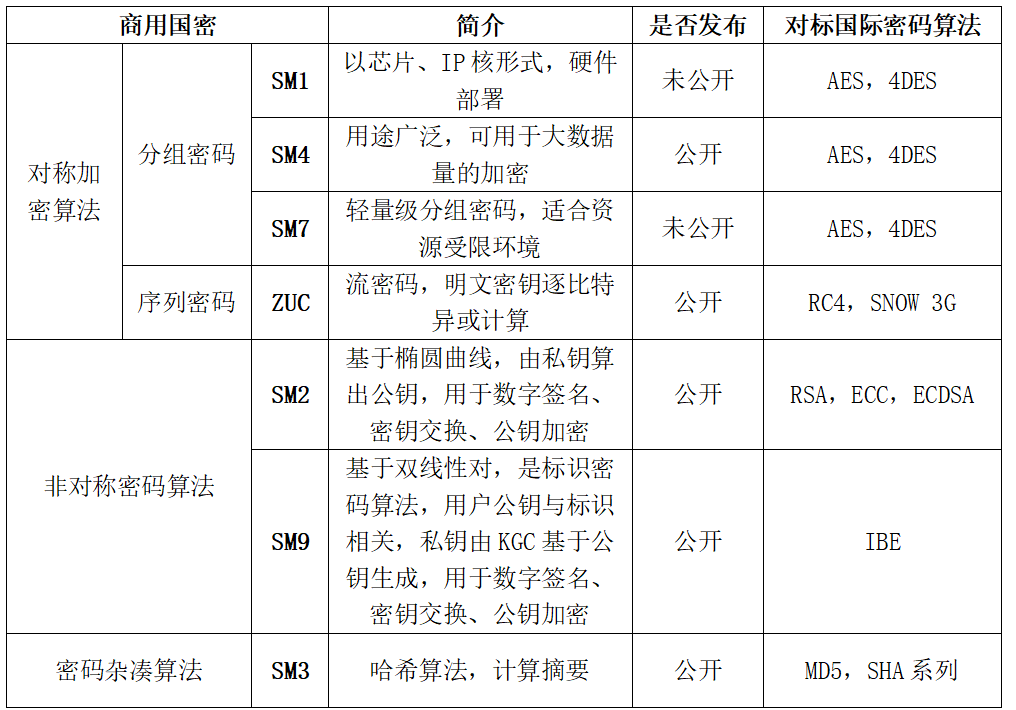 商用国密 简介 是否发布 对标国际密码算法
对称加
密算法
分组密码
SM1
以芯片、IP核形式，硬件
部署
未公开
AES，4DES
SM4
用途广泛，可用于大数据
量的加密
公开
AES，4DES
SM7
轻量级分组密码，适合资
源受限环境
未公开
AES，4DES
序列密码
ZUC
流密码，明文密钥逐比特
异或计算
公开
RC4，SNOW 3G
非对称密码算法
SM2
基于椭圆曲线，由私钥算
出公钥，用于数字签名、
密钥交换、公钥加密
公开
RSA，ECC，ECDSA
SM9
基于双线性对，是标识密
码算法，用户公钥与标识
相关，私钥由KGC基于公
钥生成，用于数字签名、
密钥交换、公钥加密
公开
IBE
密码杂凑算法
SM3
哈希算法，计算摘要
公开
MD5，SHA系列